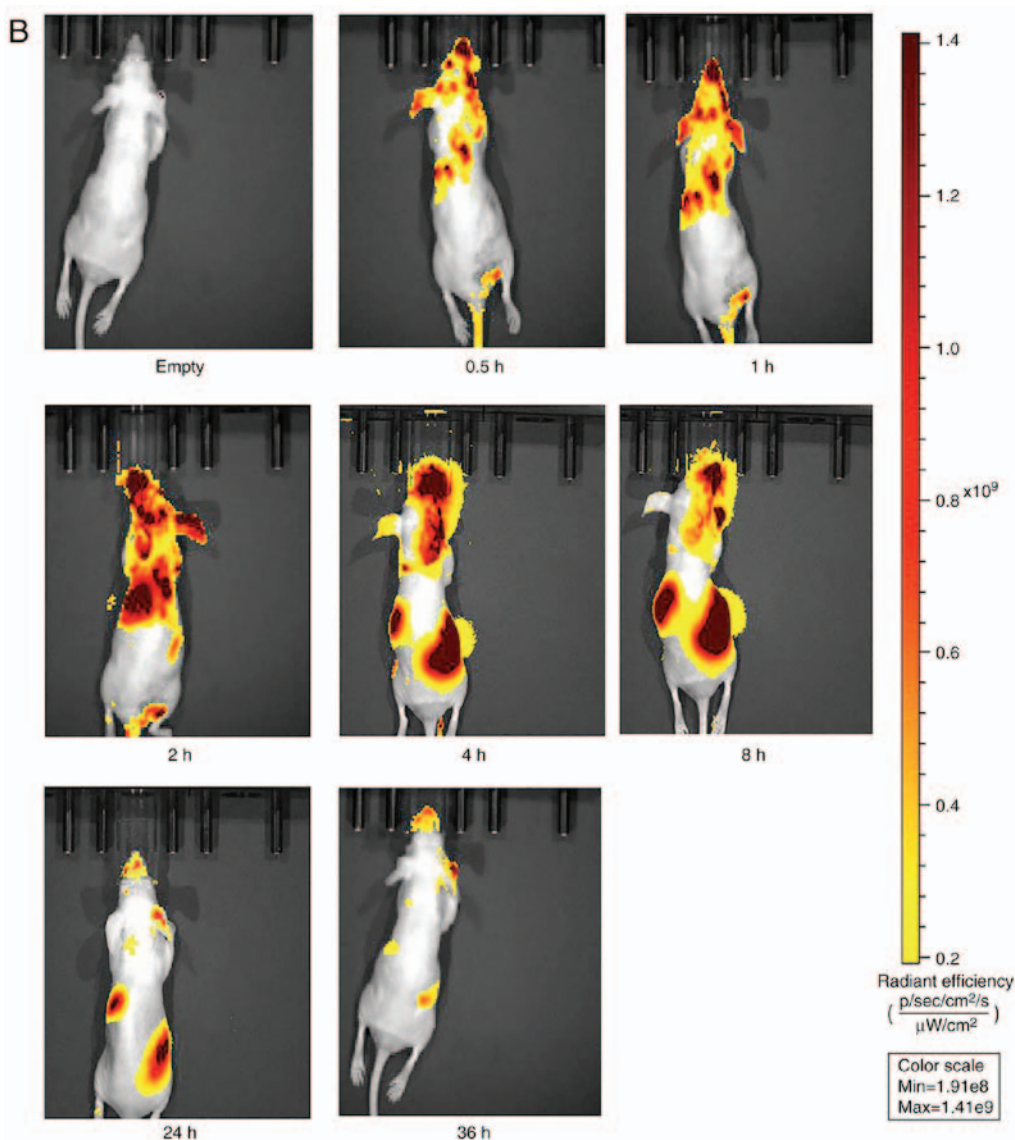 B
Empty
0.5 h
1 h
2 h
4 h
8 h
24 h
36 h
1.4
1.2
1.0
0.8
x10⁹
0.6
0.4
0.2
Radiant efficiency
( p/sec/cm²/s )
μW/cm²
Color scale
Min=1.91e8
Max=1.41e9